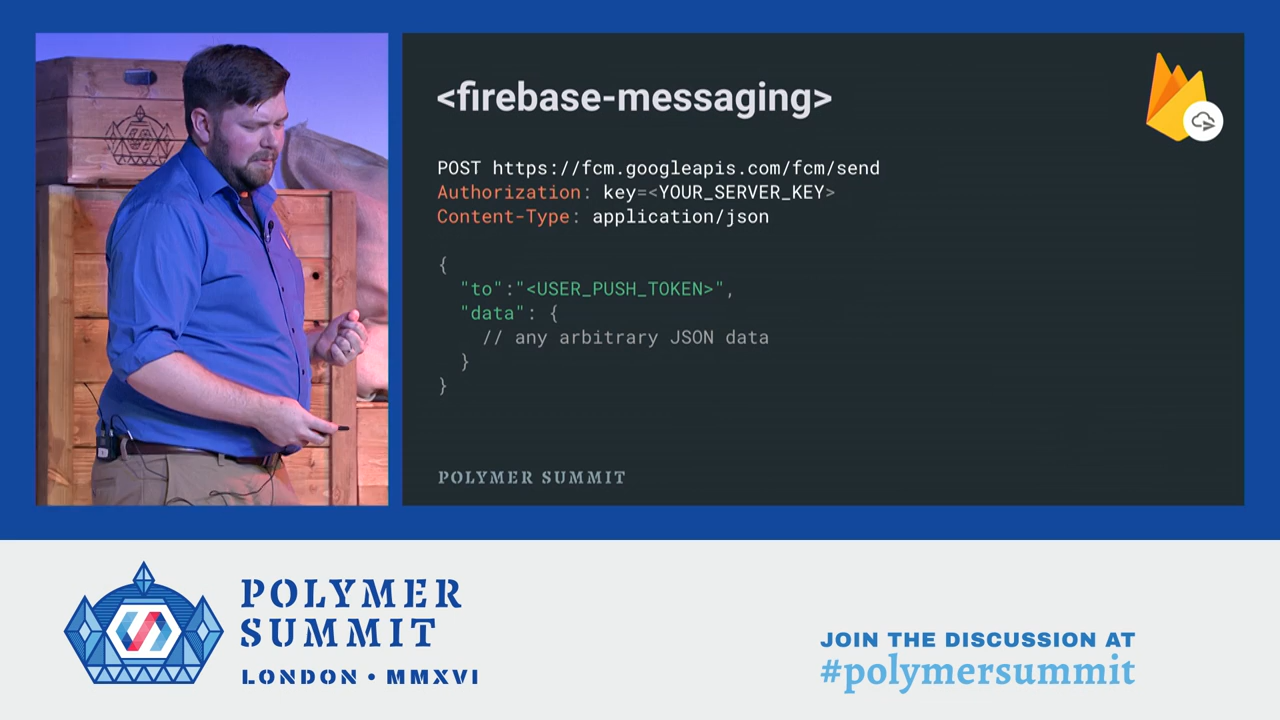 <firebase-messaging>
POST https://fcm.googleapis.com/fcm/send
Authorization: key=<YOUR_SERVER_KEY>
Content-Type: application/json
{
"to":"<USER_PUSH_TOKEN>",
"data": {
// any arbitrary JSON data
}
}
POLYMER SUMMIT
POLYMER
SUMMIT
LONDON • MMXVI
JOIN THE DISCUSSION AT
#polymersummit